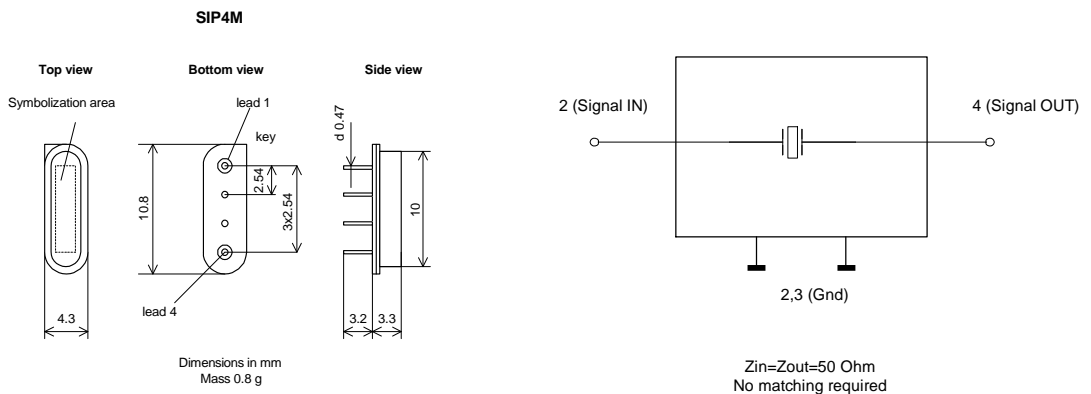 SIP4M
Top view
Bottom view
Side view
Symbolization area
lead 1
key
d 0.47
2.54
3x2.54
10.8
10
lead 4
4.3
3.2
3.3
Dimensions in mm
Mass 0.8 g
2 (Signal IN)
4 (Signal OUT)
2,3 (Gnd)
Zin=Zout=50 Ohm
No matching required